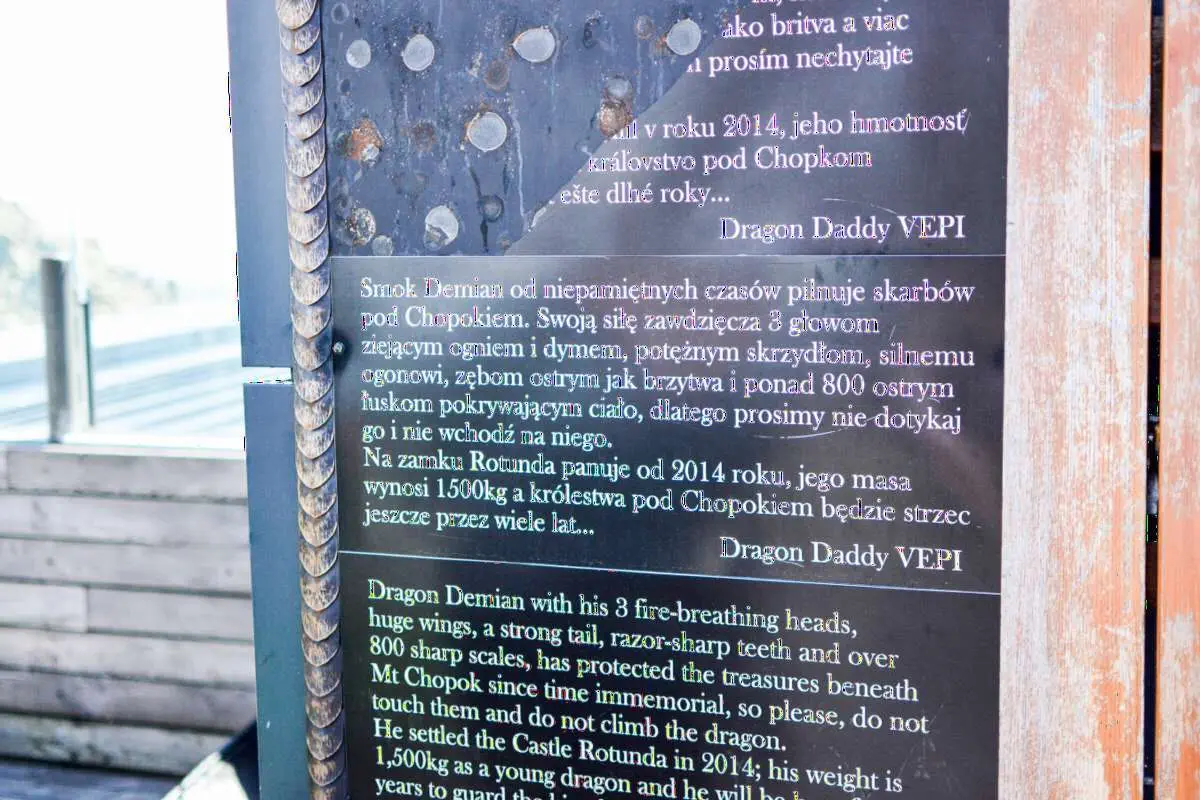 ako britva a viac
prosím nechytajte
v roku 2014, jeho hmotnosť
kráľovstvo pod Chopkom
ešte dlhé roky...
Dragon Daddy VEPI
Smok Demian od niepamiętnych czasów pilnuje skarbów
pod Chopokiem. Swoją siłę zawdzięcza 3 głowom
ziejącym ogniem i dymem, potężnym skrzydłom, silnemu
ogonowi, zębom ostrym jak brzytwa i ponad 800 ostrym
łuskom pokrywającym ciało, dlatego prosimy nie dotykaj
go i nie wchodź na niego.
Na zamku Rotunda panuje od 2014 roku, jego masa
wynosi 1500kg a królestwa pod Chopokiem będzie strzec
jeszcze przez wiele lat...
Dragon Daddy VEPI
Dragon Demian with his 3 fire-breathing heads,
huge wings, a strong tail, razor-sharp teeth and over
800 sharp scales, has protected the treasures beneath
Mt Chopok since time immemorial, so please, do not
touch them and do not climb the dragon.
He settled the Castle Rotunda in 2014; his weight is
1,500kg as a young dragon and he will be
years to guard the